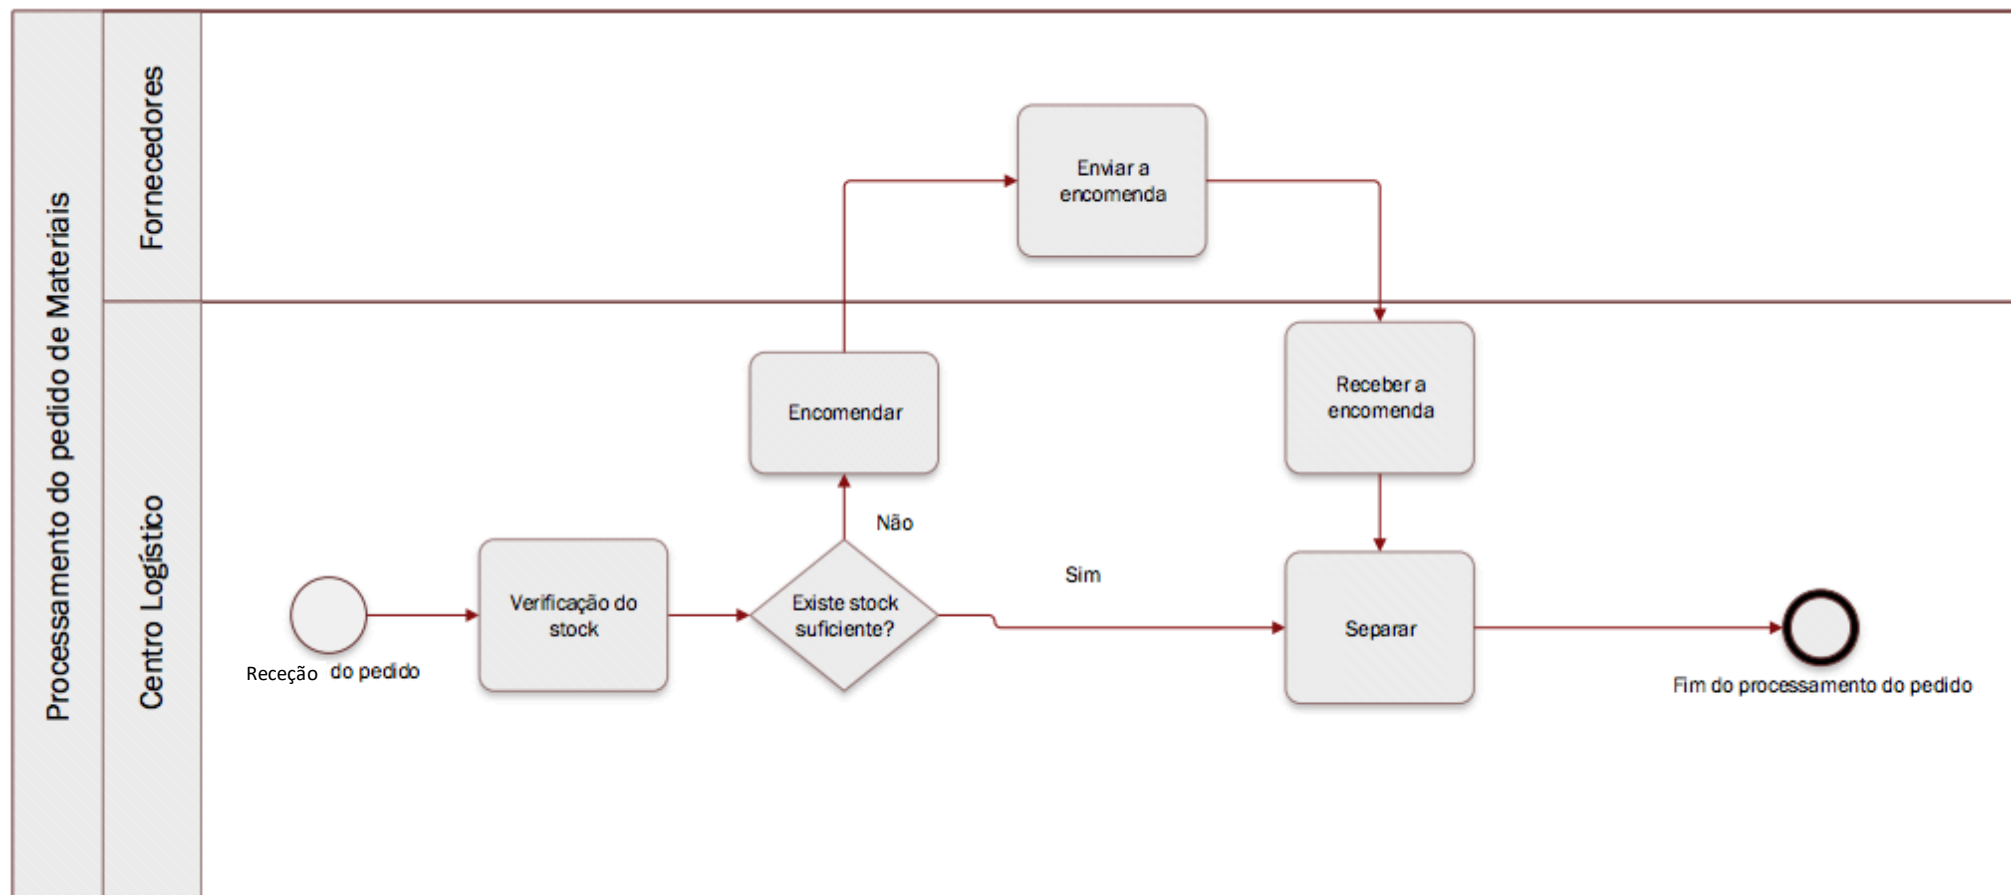 Processamento do pedido de Materiais
Fornecedores
Centro Logístico
Enviar a
encomenda
Encomendar
Receber a
encomenda
Não
Sim
Verificação do
stock
Existe stock
suficiente?
Separar
Receção do pedido
Fim do processamento do pedido